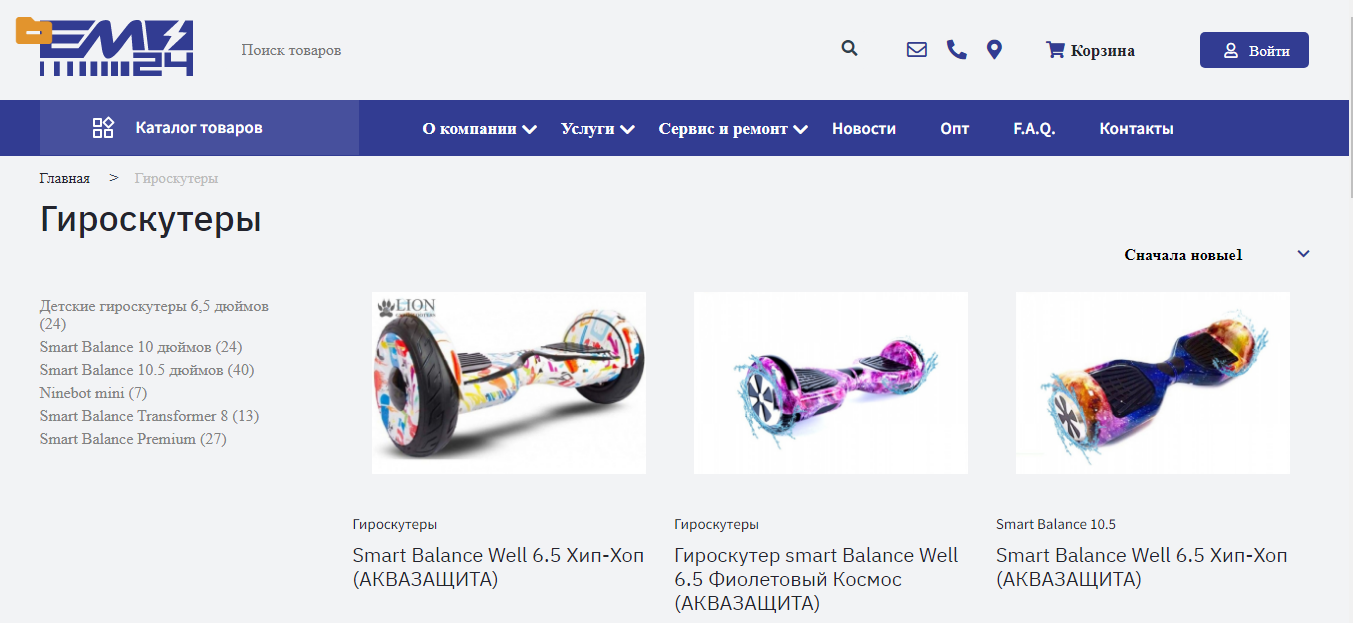 EM
24
Поиск товаров
Корзина
Войти
Каталог товаров
О компании
Услуги
Сервис и ремонт
Новости
Опт
F.A.Q.
Контакты
Главная > Гироскутеры
Гироскутеры
Сначала новые1
Детские гироскутеры 6,5 дюймов
(24)
Smart Balance 10 дюймов (24)
Smart Balance 10.5 дюймов (40)
Ninebot mini (7)
Smart Balance Transformer 8 (13)
Smart Balance Premium (27)
LION
Гироскутеры
Smart Balance Well 6.5 Хип-Хоп
(АКВАЗАЩИТА)
Гироскутеры
Гироскутер smart Balance Well
6.5 Фиолетовый Космос
(АКВАЗАЩИТА)
Smart Balance 10.5
Smart Balance Well 6.5 Хип-Хоп
(АКВАЗАЩИТА)